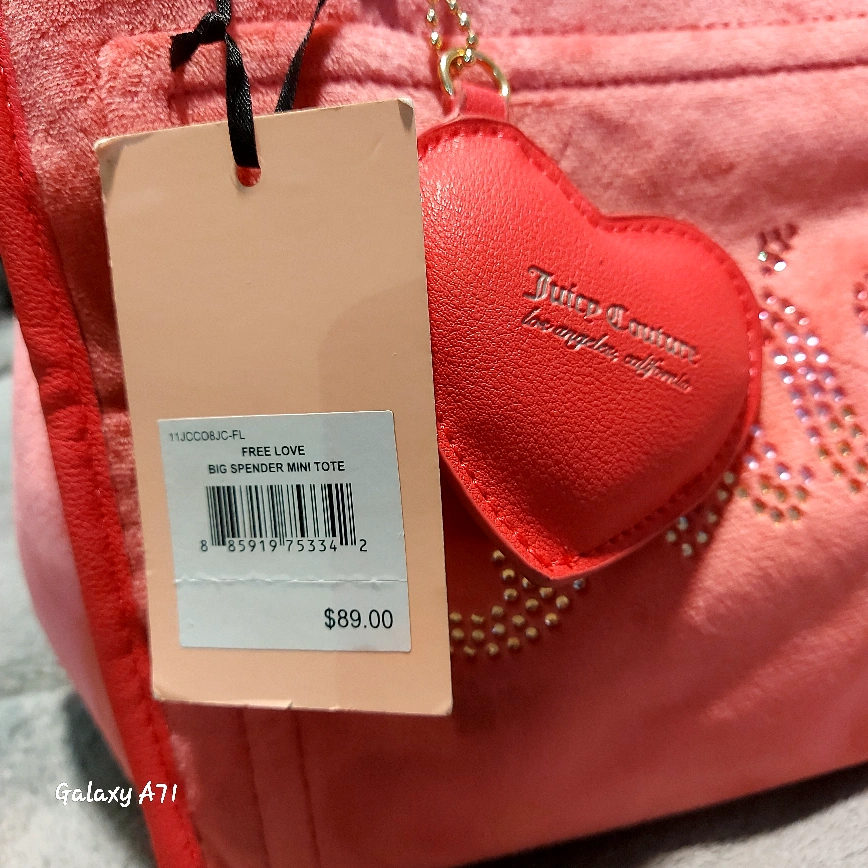 11JCCO8JC-FL
FREE LOVE
BIG SPENDER MINI TOTE
8 85919 75334 2
$89.00
Juicy Couture
los angeles, california
Galaxy A71